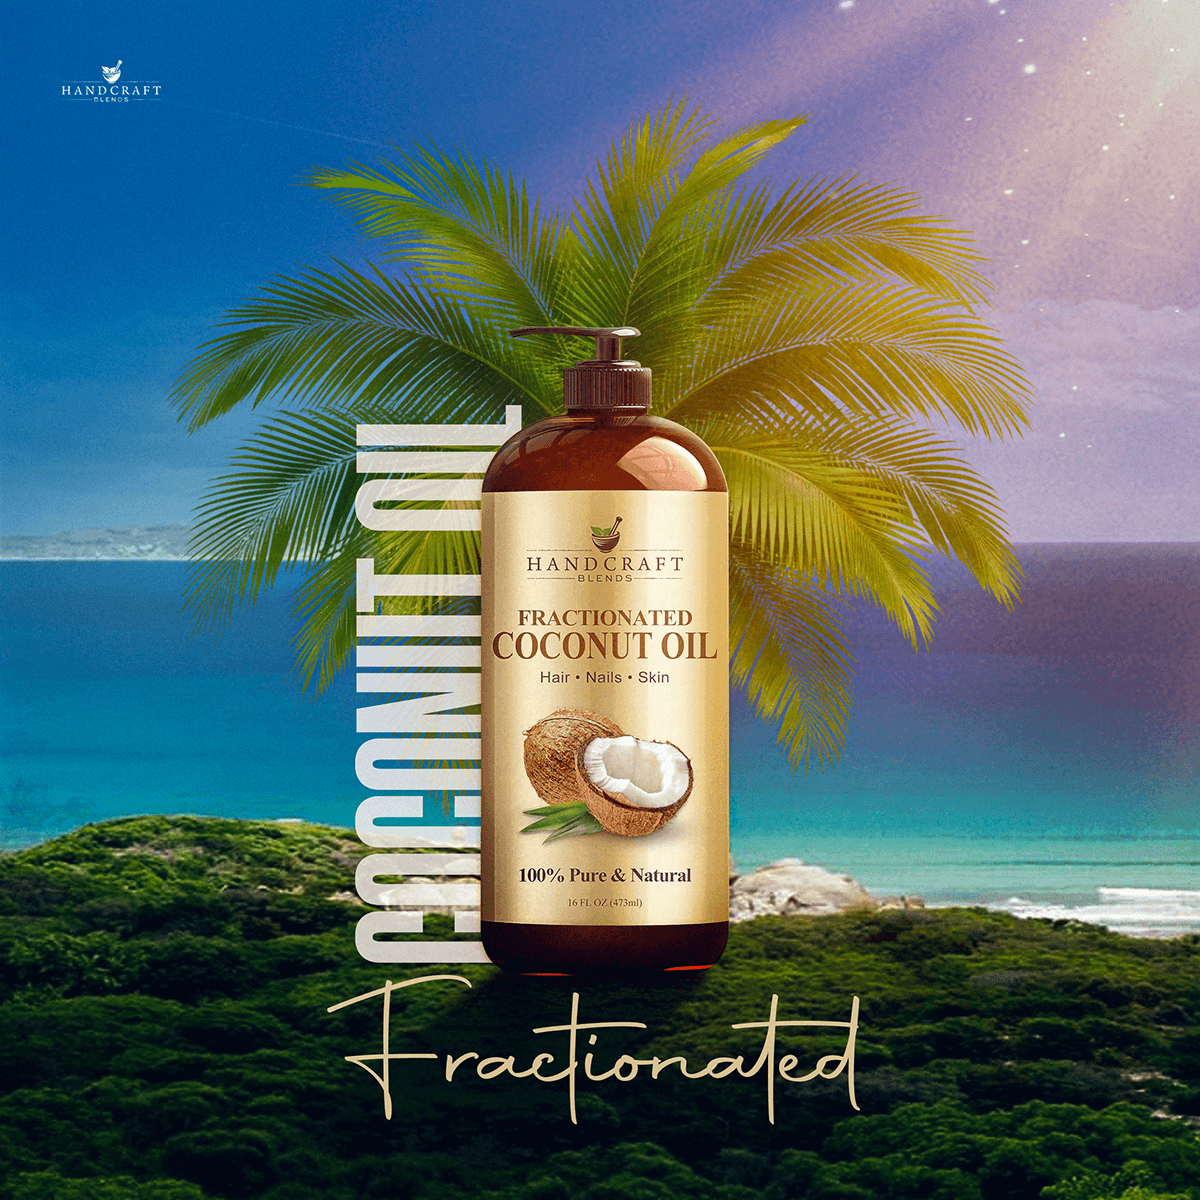 HANDCRAFT
BLENDS
COCONUT OIL
HANDCRAFT
BLENDS
FRACTIONATED
COCONUT OIL
Hair • Nails • Skin
100% Pure & Natural
16 FL OZ (473ml)
Fractionated